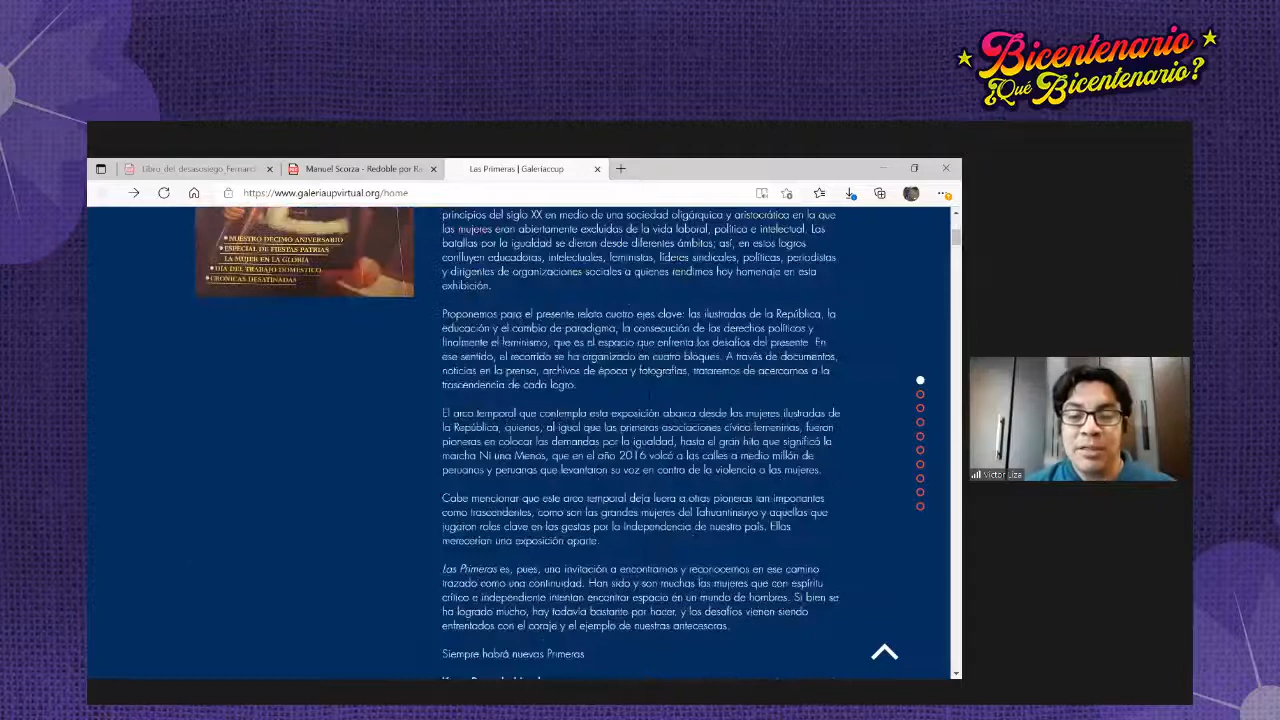 Bicentenario
¿Qué Bicentenario?
Libro_del_desasosiego_Fernand
Manuel Scorza - Redoble por Ra
Las Primeras | Galeriaccup
https://www.galeriaupvirtual.org/home
NUESTRO DECIMO ANIVERSARIO
ESPECIAL DE FIESTAS PATRIAS
LA MUJER EN LA GLORIA
DIA DEL TRABAJO DOMESTICO
CRONICAS DESATINADAS
principios del siglo XX en medio de una sociedad oligárquica y aristocrática en la que
las mujeres eran abiertamente excluidas de la vida laboral, política e intelectual. Las
batallas por la igualdad se dieron desde diferentes ámbitos; así, en estos logros
confluyen educadoras, intelectuales, feministas, líderes sindicales, políticas, periodistas
y dirigentes de organizaciones sociales a quienes rendimos hoy homenaje en esta
exhibición.
Proponemos para el presente relato cuatro ejes clave: las ilustradas de la República, la
educación y el cambio de paradigma, la consecución de los derechos políticos y
finalmente el feminismo, que es el espacio que enfrenta los desafíos del presente. En
ese sentido, el recorrido se ha organizado en cuatro bloques. A través de documentos,
noticias en la prensa, archivos de época y fotografías, trataremos de acercarnos a la
trascendencia de cada logro.
El arco temporal que contempla esta exposición abarca desde las mujeres ilustradas de
la República, quienes, al igual que las primeras asociaciones cívico femeninas, fueron
pioneras en colocar las demandas por la igualdad, hasta el gran hito que significó la
marcha Ni una Menos, que en el año 2016 volcó a las calles a medio millón de
peruanos y peruanas que levantaron su voz en contra de la violencia a las mujeres.
Cabe mencionar que este arco temporal deja fuera a otras pioneras tan importantes
como trascendentes, como son las grandes mujeres del Tahuantinsuyo y aquellas que
jugaron roles clave en las gestas por la independencia de nuestro país. Ellas
merecerían una exposición aparte.
Las Primeras es, pues, una invitación a encontrarnos y reconocernos en ese camino
trazado como una continuidad. Han sido y son muchas las mujeres que con espíritu
crítico e independiente intentan encontrar espacio en un mundo de hombres. Si bien se
ha logrado mucho, hay todavía bastante por hacer, y los desafíos vienen siendo
enfrentados con el coraje y el ejemplo de nuestras antecesoras.
Siempre habrá nuevas Primeras
Victor Liza